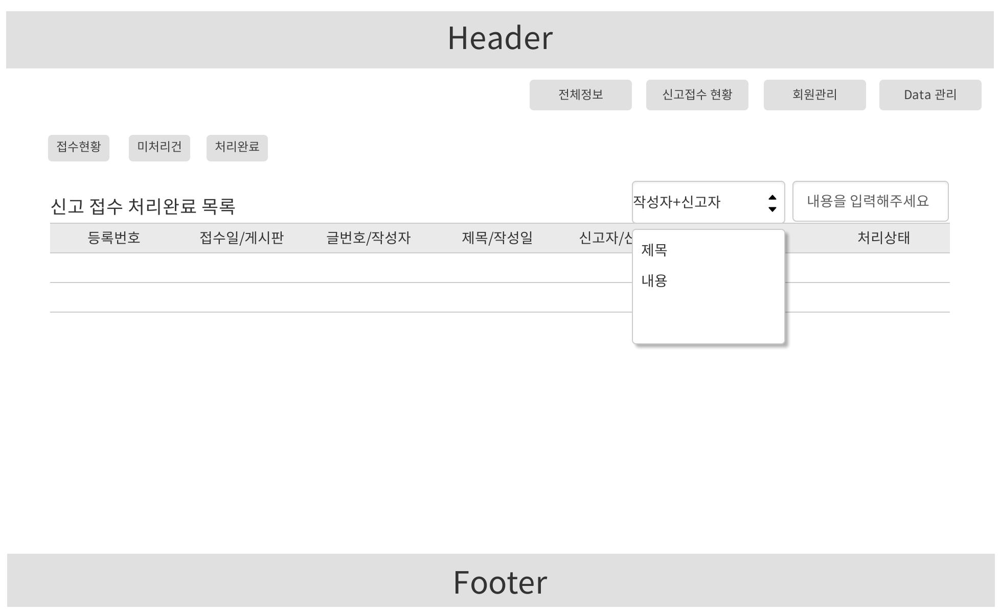 Header
전체정보 신고접수 현황 회원관리 Data 관리
접수현황 미처리건 처리완료
신고 접수 처리완료 목록
작성자+신고자 내용을 입력해주세요
등록번호 접수일/게시판 글번호/작성자 제목/작성일 신고자/ 처리상태
제목
내용
Footer